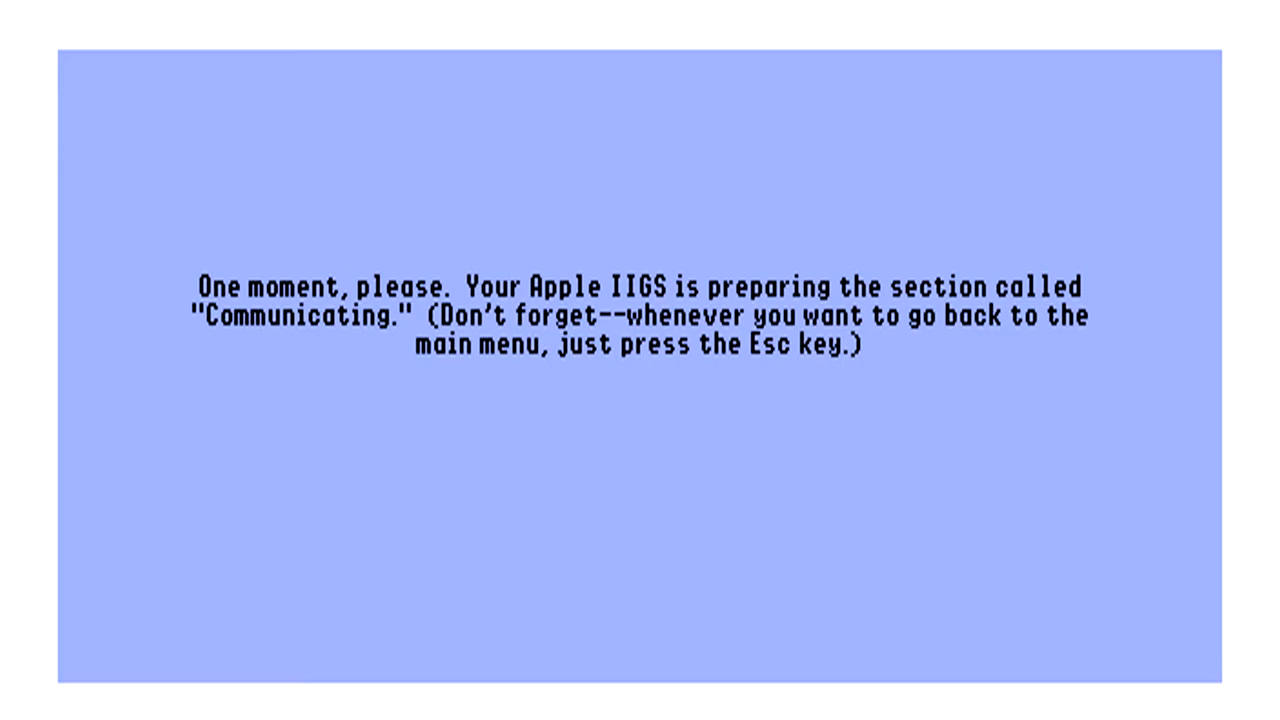 One moment, please.  Your Apple IIGS is preparing the section called
"Communicating."  (Don't forget--whenever you want to go back to the
main menu, just press the Esc key.)